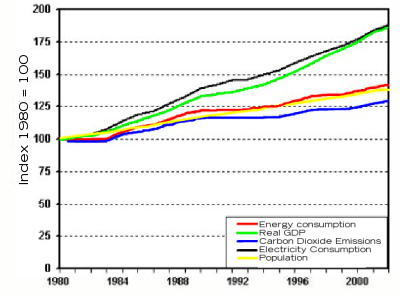 Index 1980 = 100
200
175
150
125
100
75
50
25
0
1980
1984
1988
1992
1996
2000
Energy consumption
Real GDP
Carbon Dioxide Emissions
Electricity Consumption
Population